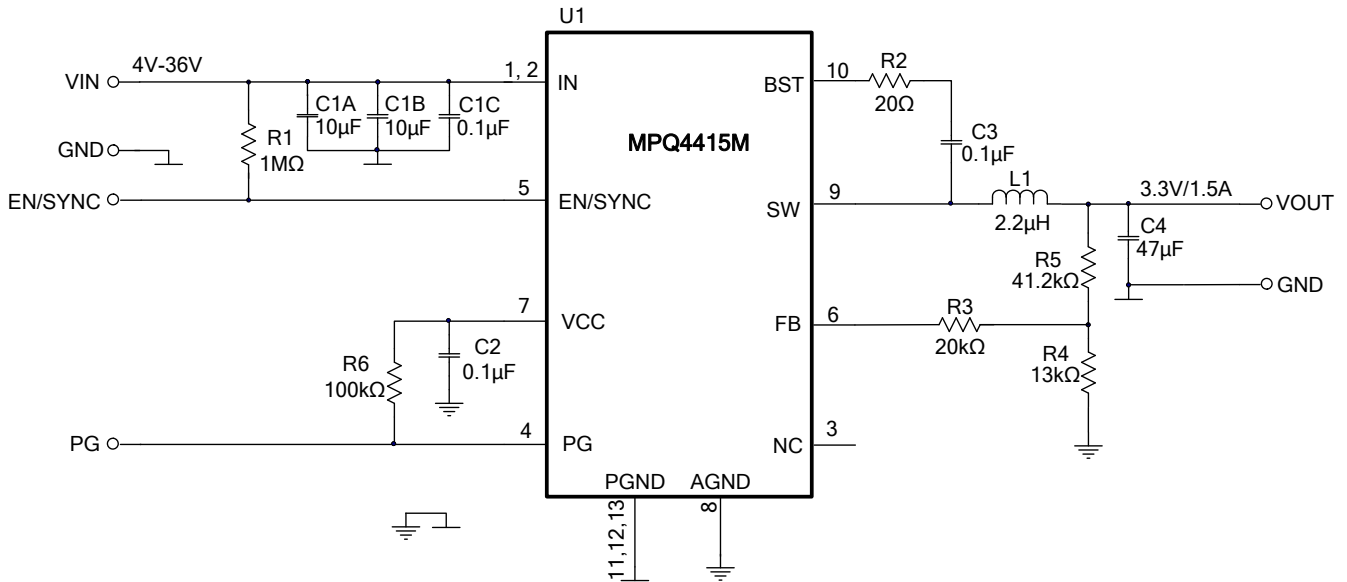 U1
VIN
4V-36V
1, 2
IN
C1A
10µF
C1B
10µF
C1C
0.1µF
R1
1MΩ
GND
EN/SYNC
5
EN/SYNC
MPQ4415M
BST
10
R2
20Ω
C3
0.1µF
SW
9
L1
2.2µH
3.3V/1.5A
VOUT
C4
47µF
R5
41.2kΩ
GND
7
VCC
C2
0.1µF
R6
100kΩ
FB
6
R3
20kΩ
R4
13kΩ
PG
4
PG
NC
3
PGND
AGND
11,12,13
8